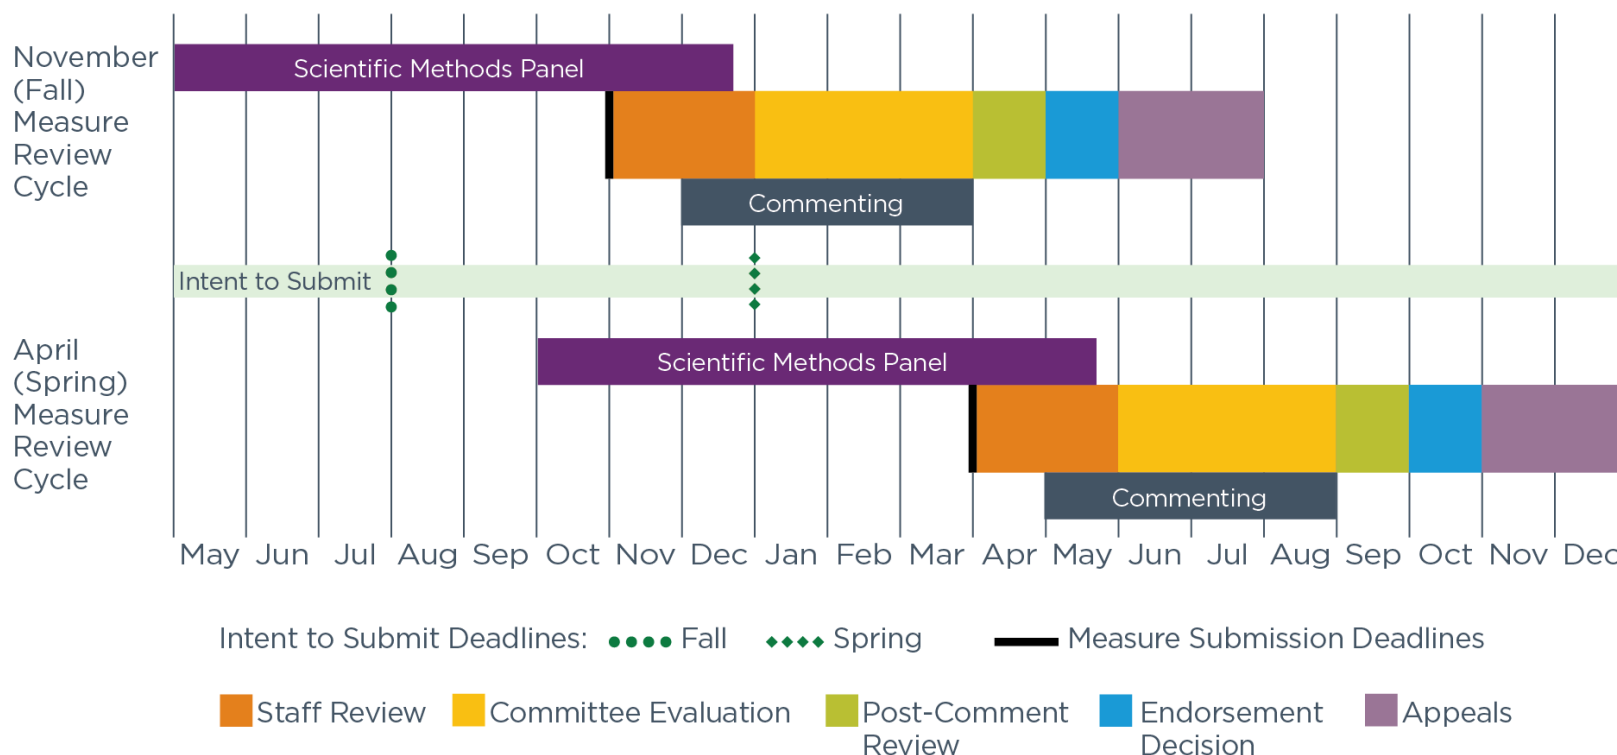 November
(Fall)
Measure
Review
Cycle
Scientific Methods Panel
Commenting
Intent to Submit
April
(Spring)
Measure
Review
Cycle
Scientific Methods Panel
Commenting
May Jun Jul Aug Sep Oct Nov Dec Jan Feb Mar Apr May Jun Jul Aug Sep Oct Nov Dec
Intent to Submit Deadlines: Fall Spring Measure Submission Deadlines
Staff Review Committee Evaluation Post-Comment Endorsement Appeals
Review Decision